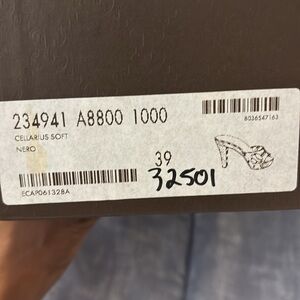 234941 A8800 1000
8036547163
CELLARIUS SOFT
NERO
39
32501
ECAP061328A